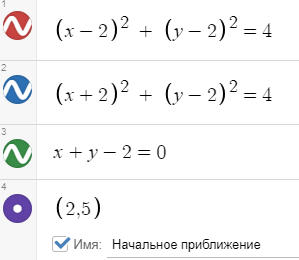 1
(x − 2)² + (y − 2)² = 4
2
(x + 2)² + (y − 2)² = 4
3
x + y − 2 = 0
4
(2,5)
Имя: Начальное приближение